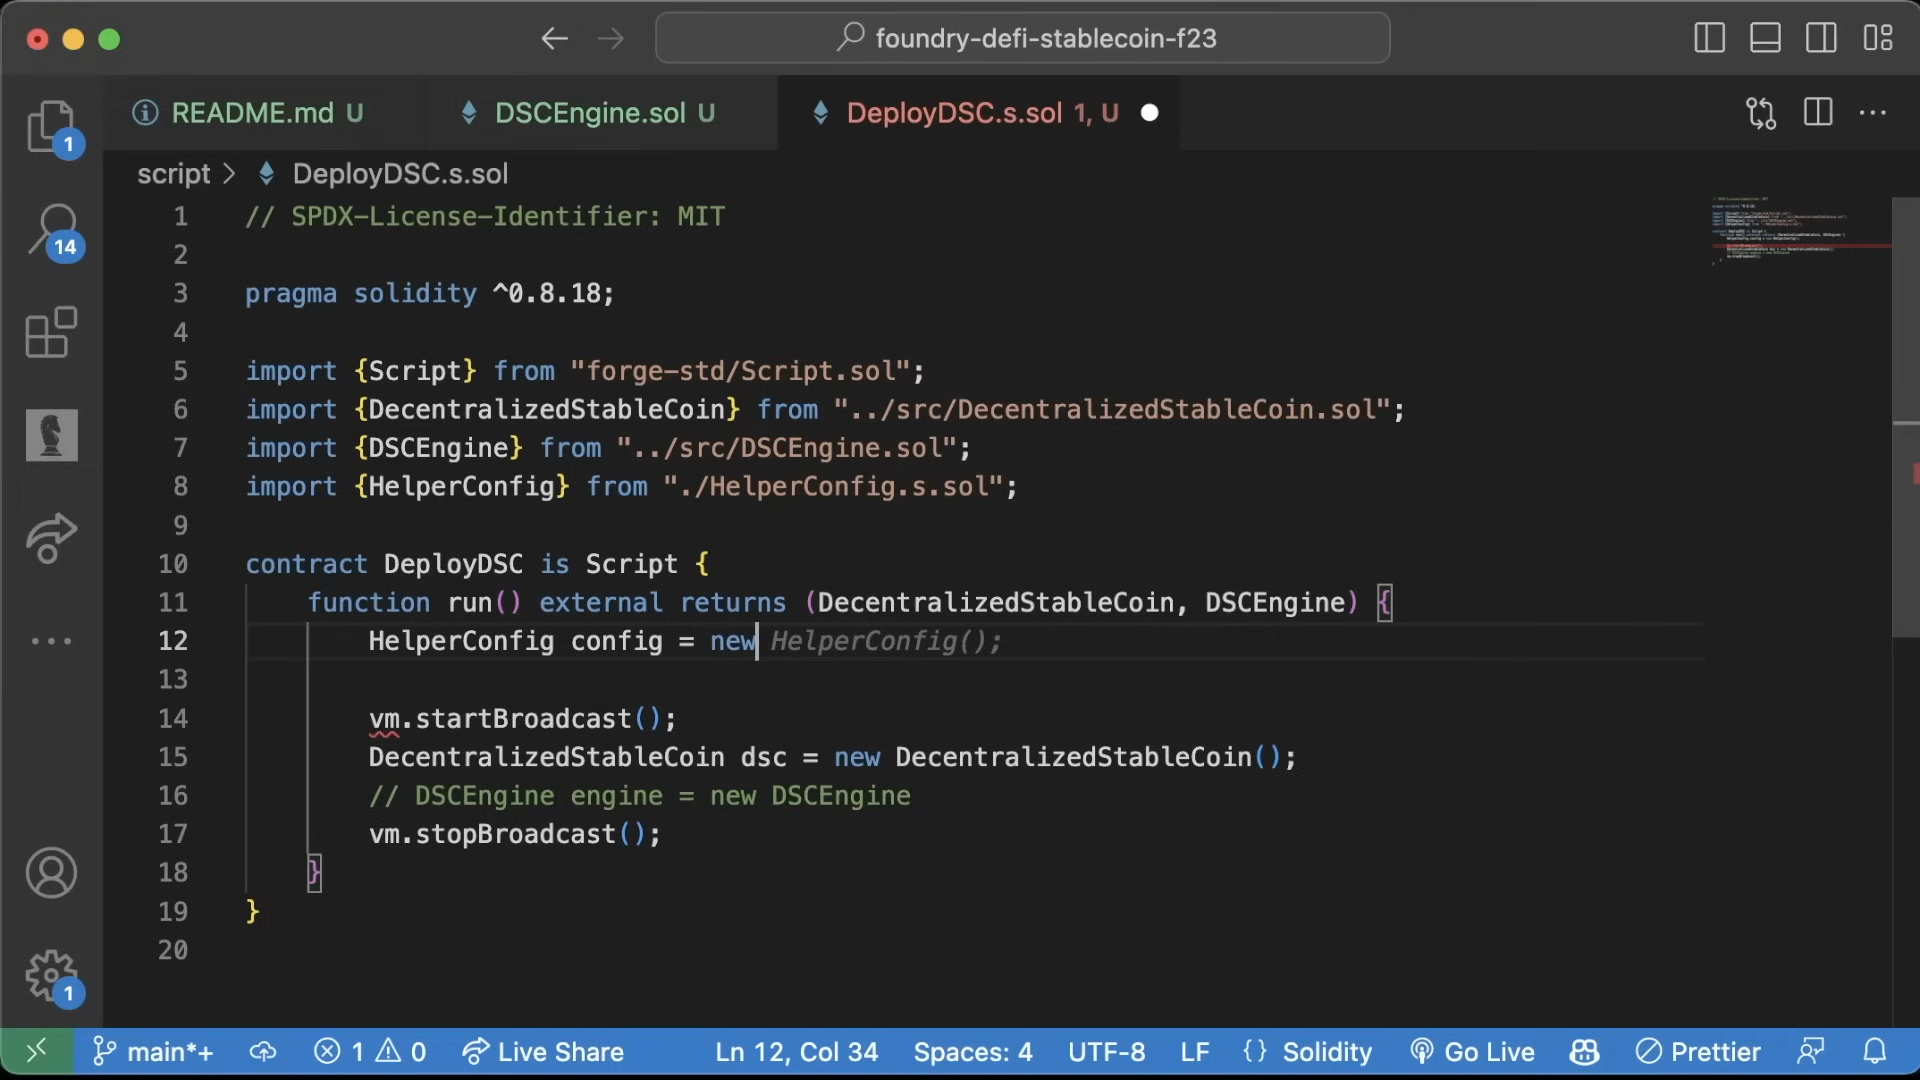 foundry-defi-stablecoin-f23
README.md U
DSCEngine.sol U
DeployDSC.s.sol 1, U
script > DeployDSC.s.sol
1 // SPDX-License-Identifier: MIT
2
3 pragma solidity ^0.8.18;
4
5 import {Script} from "forge-std/Script.sol";
6 import {DecentralizedStableCoin} from "../src/DecentralizedStableCoin.sol";
7 import {DSCEngine} from "../src/DSCEngine.sol";
8 import {HelperConfig} from "./HelperConfig.s.sol";
9
10 contract DeployDSC is Script {
11 function run() external returns (DecentralizedStableCoin, DSCEngine) {
12 HelperConfig config = new HelperConfig();
13
14 vm.startBroadcast();
15 DecentralizedStableCoin dsc = new DecentralizedStableCoin();
16 // DSCEngine engine = new DSCEngine
17 vm.stopBroadcast();
18 }
19 }
20
1
14
1
main*+ 1 0 Live Share Ln 12, Col 34 Spaces: 4 UTF-8 LF {} Solidity Go Live Prettier